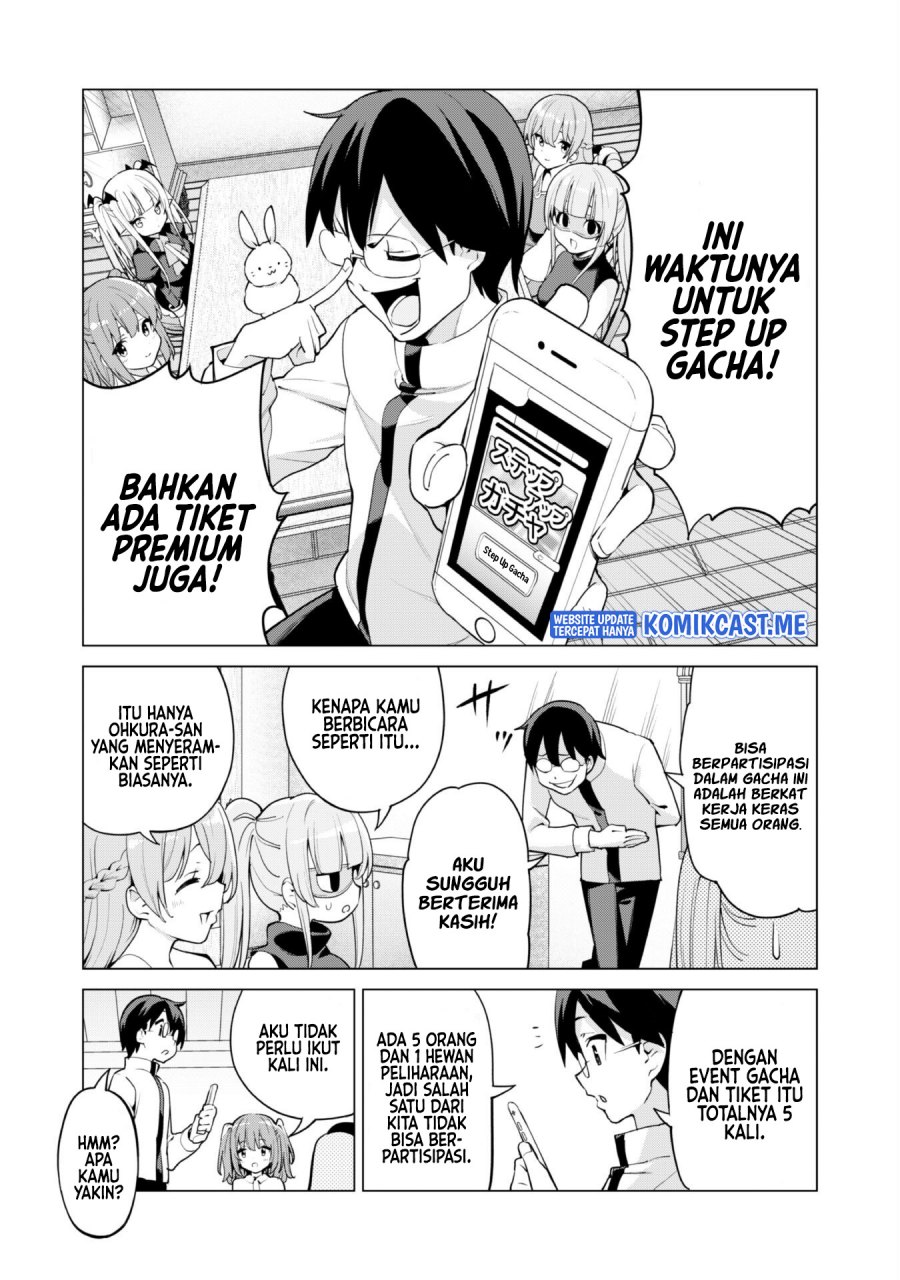 INI
WAKTUNYA
UNTUK
STEP UP
GACHA!
ステップ
アップ
ガチャ
Step Up Gacha
BAHKAN
ADA TIKET
PREMIUM
JUGA!
WEBSITE UPDATE
TERCEPAT HANYA
KOMIKCAST.ME
BISA
BERPARTISIPASI
DALAM GACHA INI
ADALAH BERKAT
KERJA KERAS
SEMUA ORANG.
AKU
SUNGGUH
BERTERIMA
KASIH!
KENAPA KAMU
BERBICARA
SEPERTI ITU...
ITU HANYA
OHKURA-SAN
YANG MENYERAM-
KAN SEPERTI
BIASANYA.
DENGAN
EVENT GACHA
DAN TIKET ITU
TOTALNYA 5
KALI.
ADA 5 ORANG
DAN 1 HEWAN
PELIHARAAN,
JADI SALAH
SATU DARI
KITA TIDAK
BISA BER-
PARTISIPASI.
AKU TIDAK
PERLU IKUT
KALI INI.
HMM?
APA
KAMU
YAKIN?